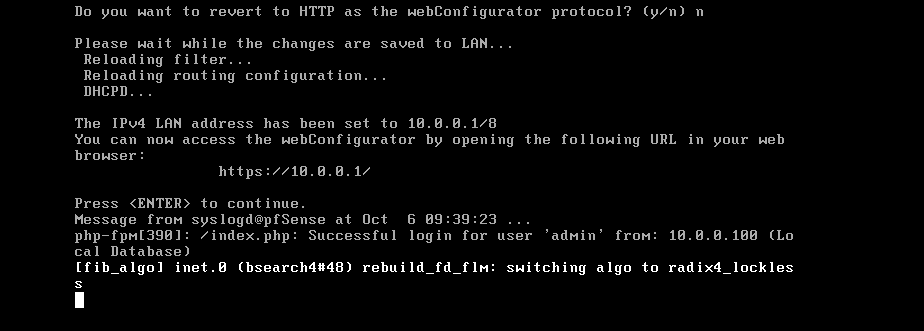 Do you want to revert to HTTP as the webConfigurator protocol? (y/n) n
Please wait while the changes are saved to LAN...
Reloading filter...
Reloading routing configuration...
DHCPD...
The IPv4 LAN address has been set to 10.0.0.1/8
You can now access the webConfigurator by opening the following URL in your web
browser:
https://10.0.0.1/
Press <ENTER> to continue.
Message from syslogd@pfSense at Oct  6 09:39:23 ...
php-fpm[390]: /index.php: Successful login for user 'admin' from: 10.0.0.100 (Lo
cal Database)
[fib_algo] inet.0 (bsearch4#48) rebuild_fd_flm: switching algo to radix4_lockles
s